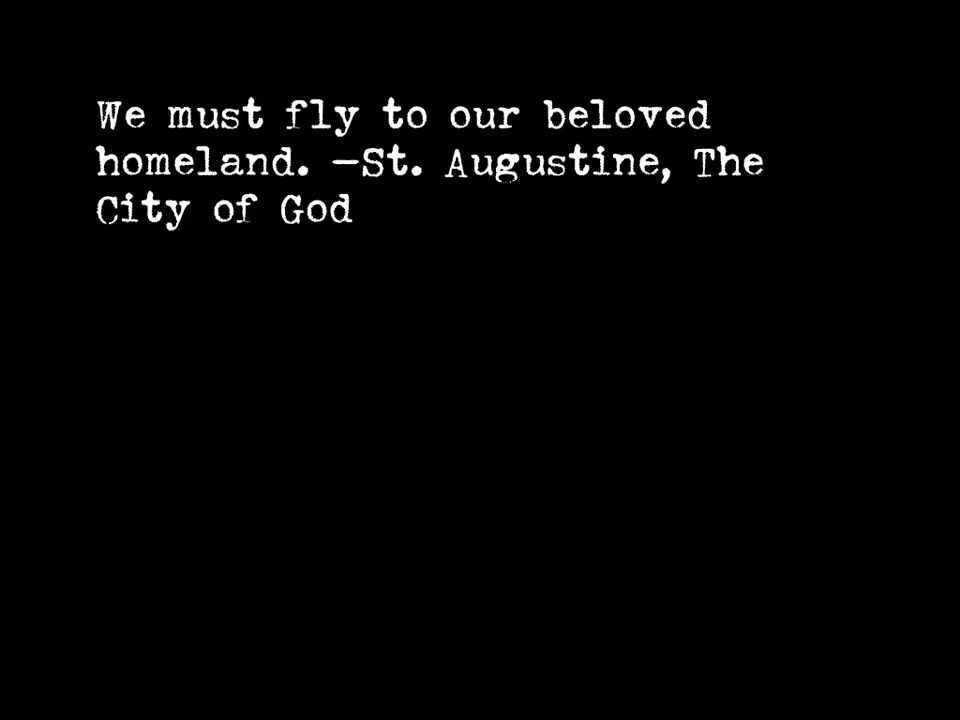 We must fly to our beloved
homeland. —St. Augustine, The
City of God